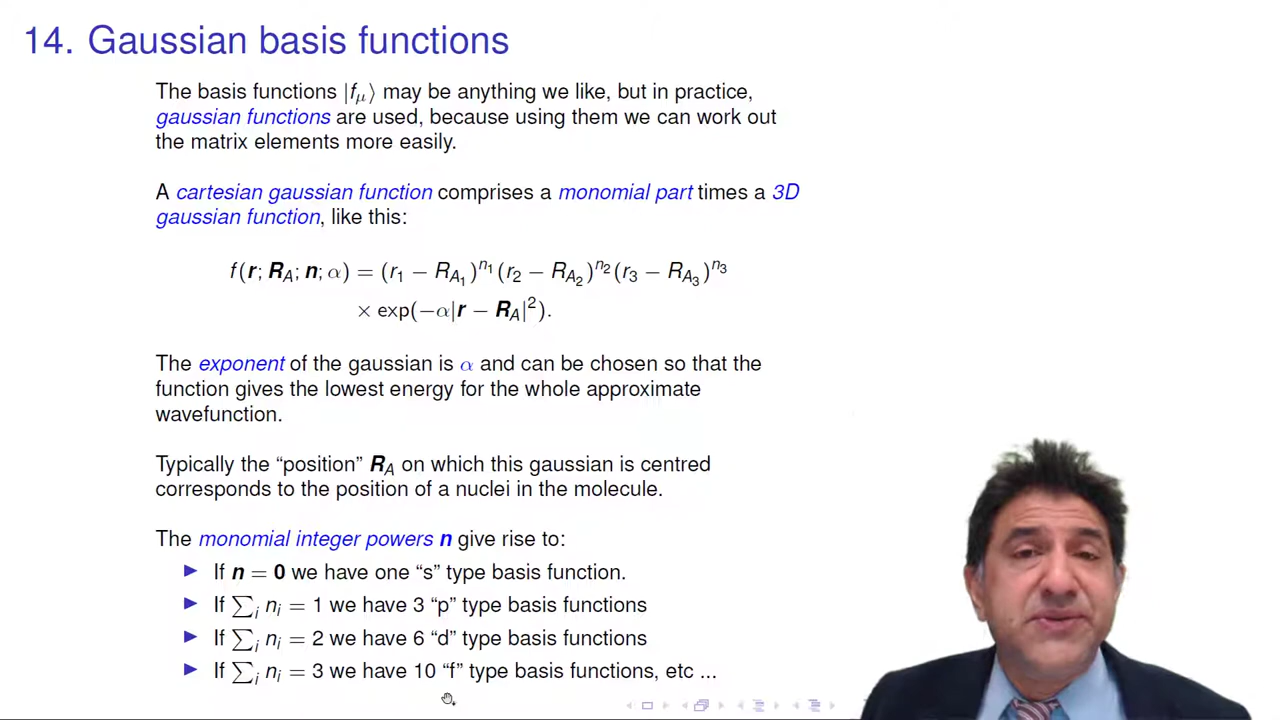 14. Gaussian basis functions
The basis functions |f_μ⟩ may be anything we like, but in practice,
gaussian functions are used, because using them we can work out
the matrix elements more easily.
A cartesian gaussian function comprises a monomial part times a 3D
gaussian function, like this:
f(r; R_A; n; α) = (r_1 − R_{A_1})^{n_1}(r_2 − R_{A_2})^{n_2}(r_3 − R_{A_3})^{n_3}
× exp(−α|r − R_A|^2).
The exponent of the gaussian is α and can be chosen so that the
function gives the lowest energy for the whole approximate
wavefunction.
Typically the “position” R_A on which this gaussian is centred
corresponds to the position of a nuclei in the molecule.
The monomial integer powers n give rise to:
If n = 0 we have one “s” type basis function.
If ∑_i n_i = 1 we have 3 “p” type basis functions
If ∑_i n_i = 2 we have 6 “d” type basis functions
If ∑_i n_i = 3 we have 10 “f” type basis functions, etc ...